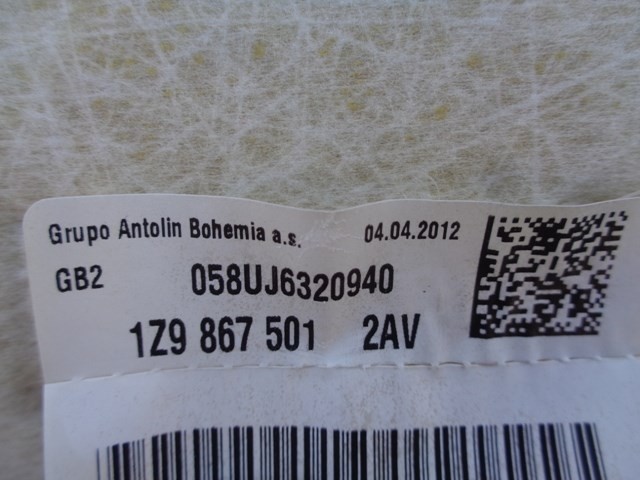 Grupo Antolin Bohemia a.s. 04.04.2012
GB2 058UJ6320940
1Z9 867 501 2AV